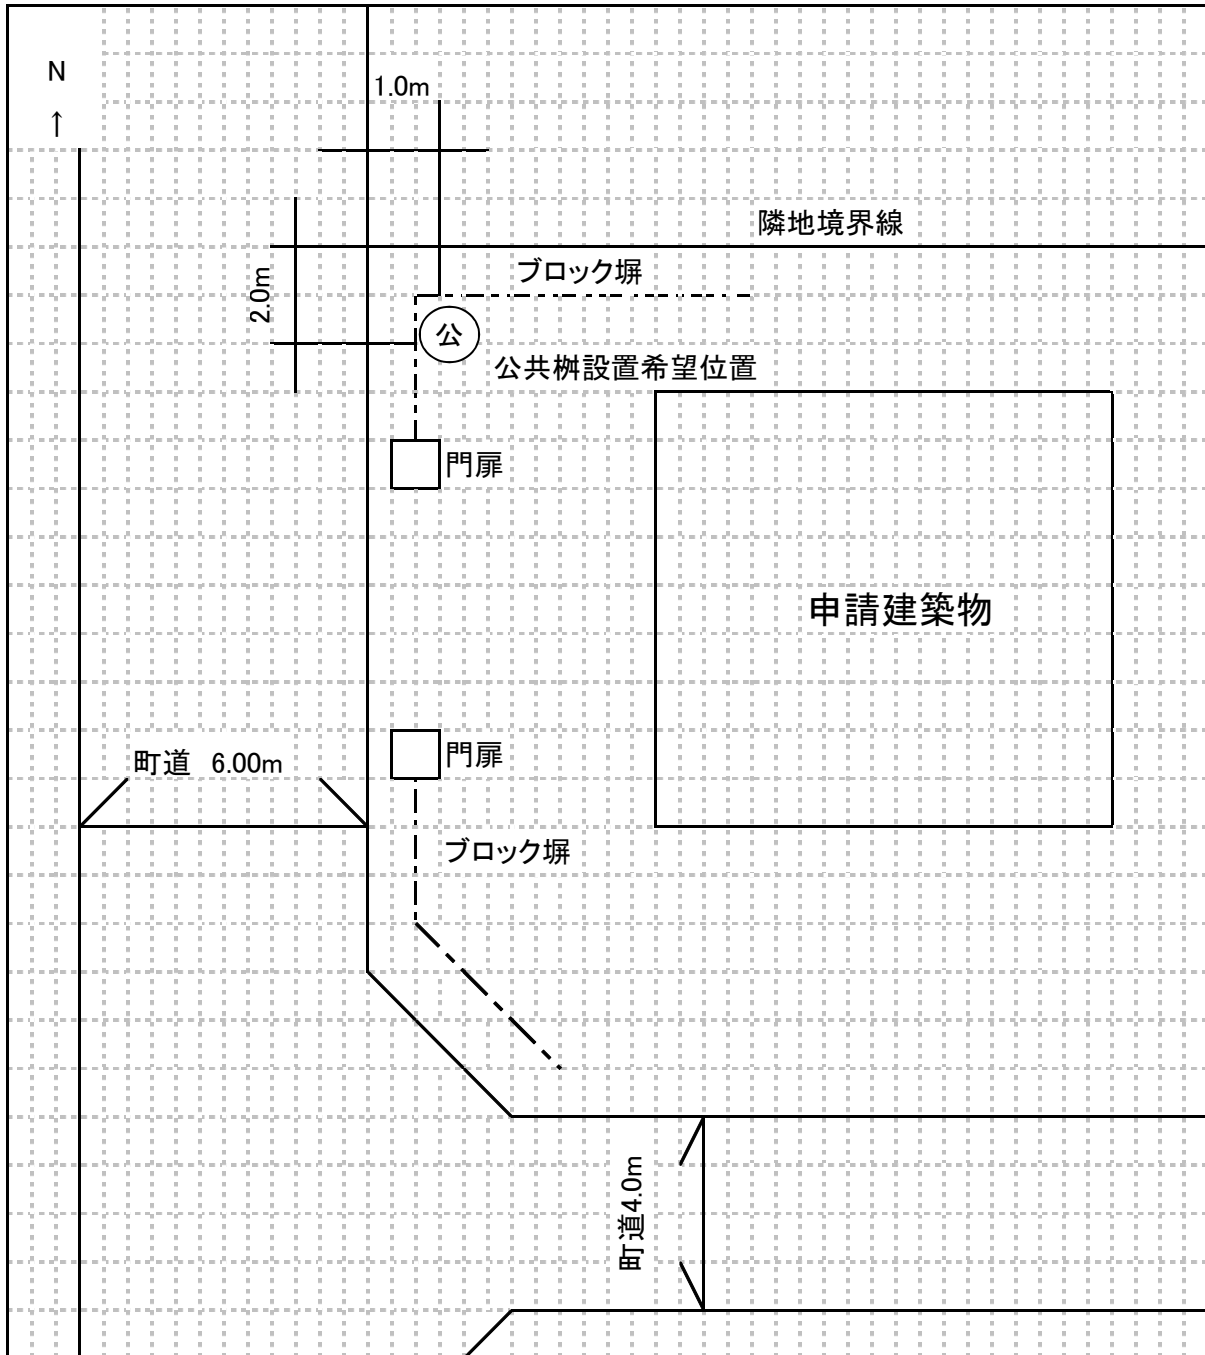 N
↑
1.0m
隣地境界線
ブロック塀
2.0m
公
公共桝設置希望位置
門扉
申請建築物
門扉
町道 6.00m
ブロック塀
町道4.0m